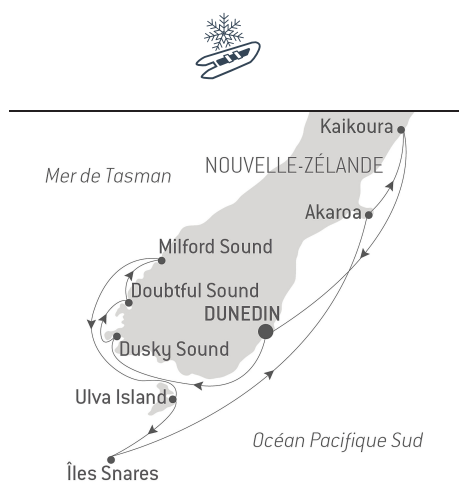 Kaikoura
NOUVELLE-ZÉLANDE
Mer de Tasman
Akaroa
Milford Sound
Doubtful Sound
DUNEDIN
Dusky Sound
Ulva Island
Océan Pacifique Sud
Îles Snares